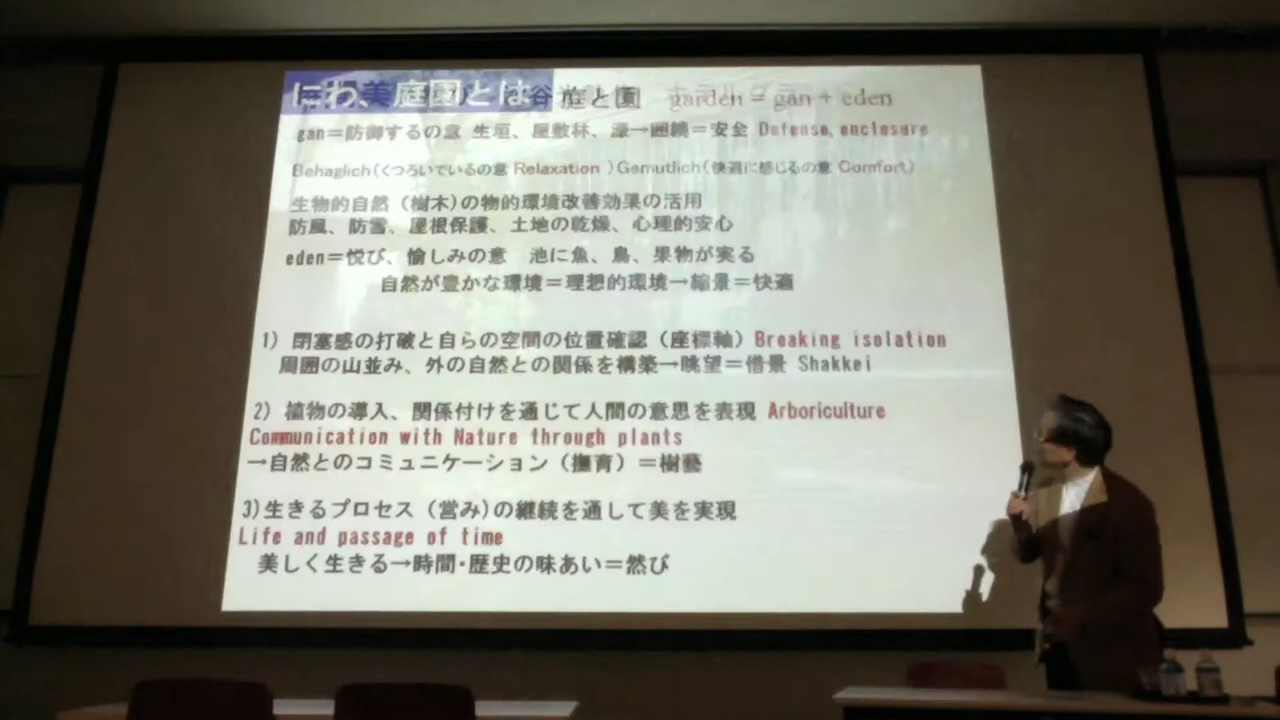 にわ、庭園とは 庭と園 garden = gan + eden
gan＝防御するの意 生垣、屋敷林、濠→囲繞＝安全 Defense, enclosure
Behaglich(くつろいでいるの意 Relaxation )Gemutlich(快適に感じるの意 Comfort)
生物的自然（樹木)の物的環境改善効果の活用
防風、防雪、屋根保護、土地の乾燥、心理的安心
eden＝悦び、愉しみの意 池に魚、鳥、果物が実る
自然が豊かな環境＝理想的環境→縮景＝快適
1) 閉塞感の打破と自らの空間の位置確認（座標軸）Breaking isolation
周囲の山並み、外の自然との関係を構築→眺望＝借景 Shakkei
2) 植物の導入、関係付けを通じて人間の意思を表現 Arboriculture
Communication with Nature through plants
→自然とのコミュニケーション（撫育）＝樹藝
3)生きるプロセス（営み)の継続を通して美を実現
Life and passage of time
美しく生きる→時間・歴史の味あい＝然び